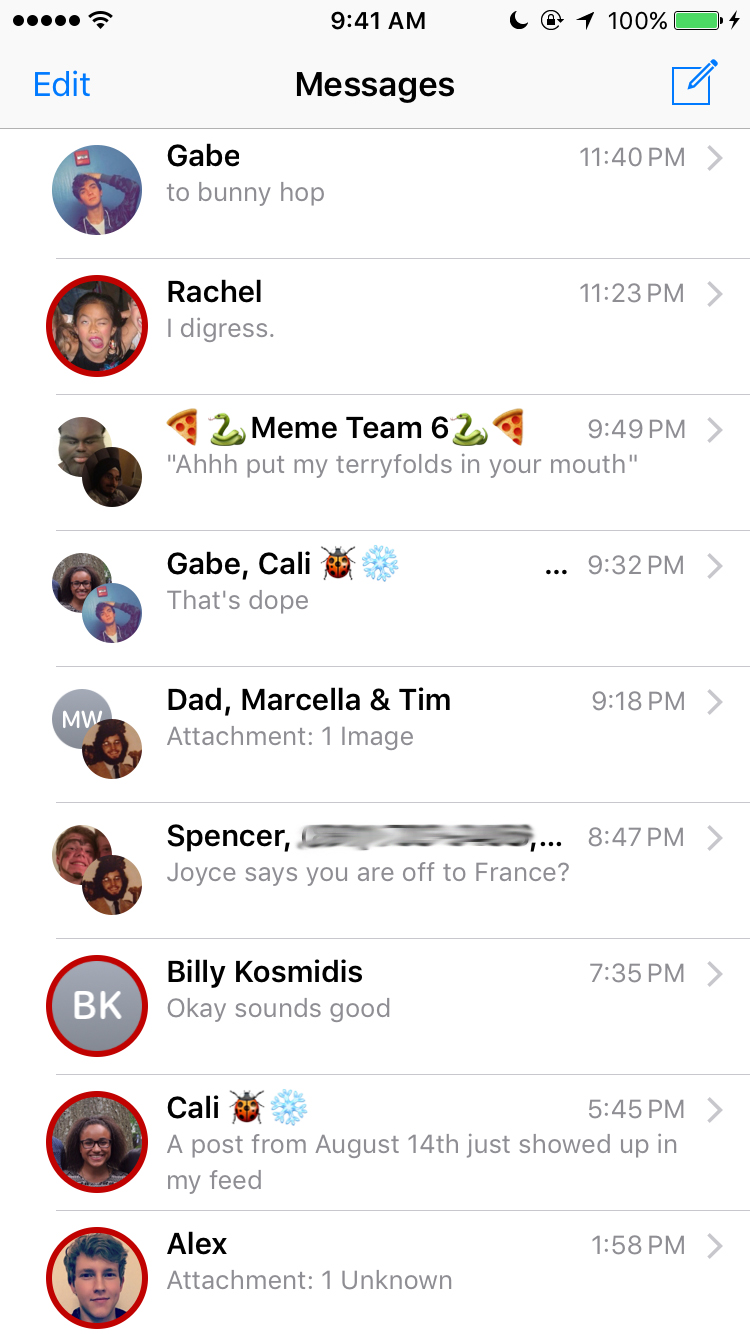 9:41 AM 100%
Edit Messages
Gabe 11:40 PM
to bunny hop
Rachel 11:23 PM
I digress.
🍕🐍Meme Team 6🐍🍕 9:49 PM
"Ahhh put my terryfolds in your mouth"
Gabe, Cali 🐞❄️ ... 9:32 PM
That's dope
MW
Dad, Marcella & Tim 9:18 PM
Attachment: 1 Image
Spencer, ,... 8:47 PM
Joyce says you are off to France?
BK
Billy Kosmidis 7:35 PM
Okay sounds good
Cali 🐞❄️ 5:45 PM
A post from August 14th just showed up in
my feed
Alex 1:58 PM
Attachment: 1 Unknown